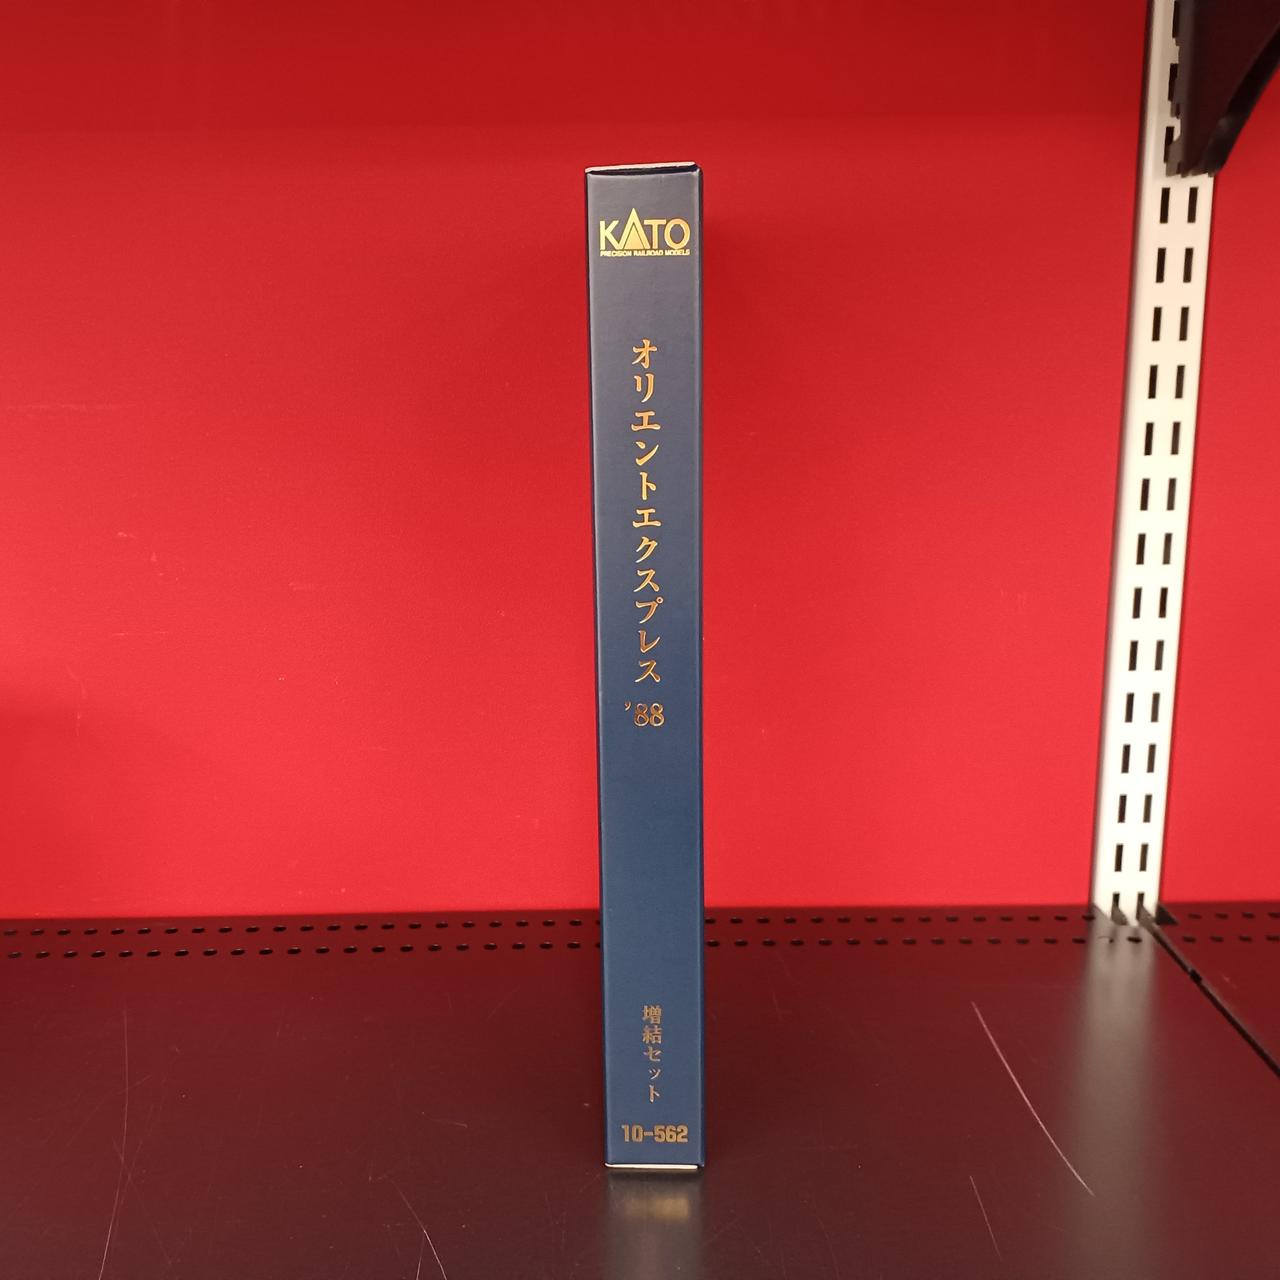 KATO
PRECISION RAILROAD MODELS
オリエントエクスプレス
’88
増結セット
10-562